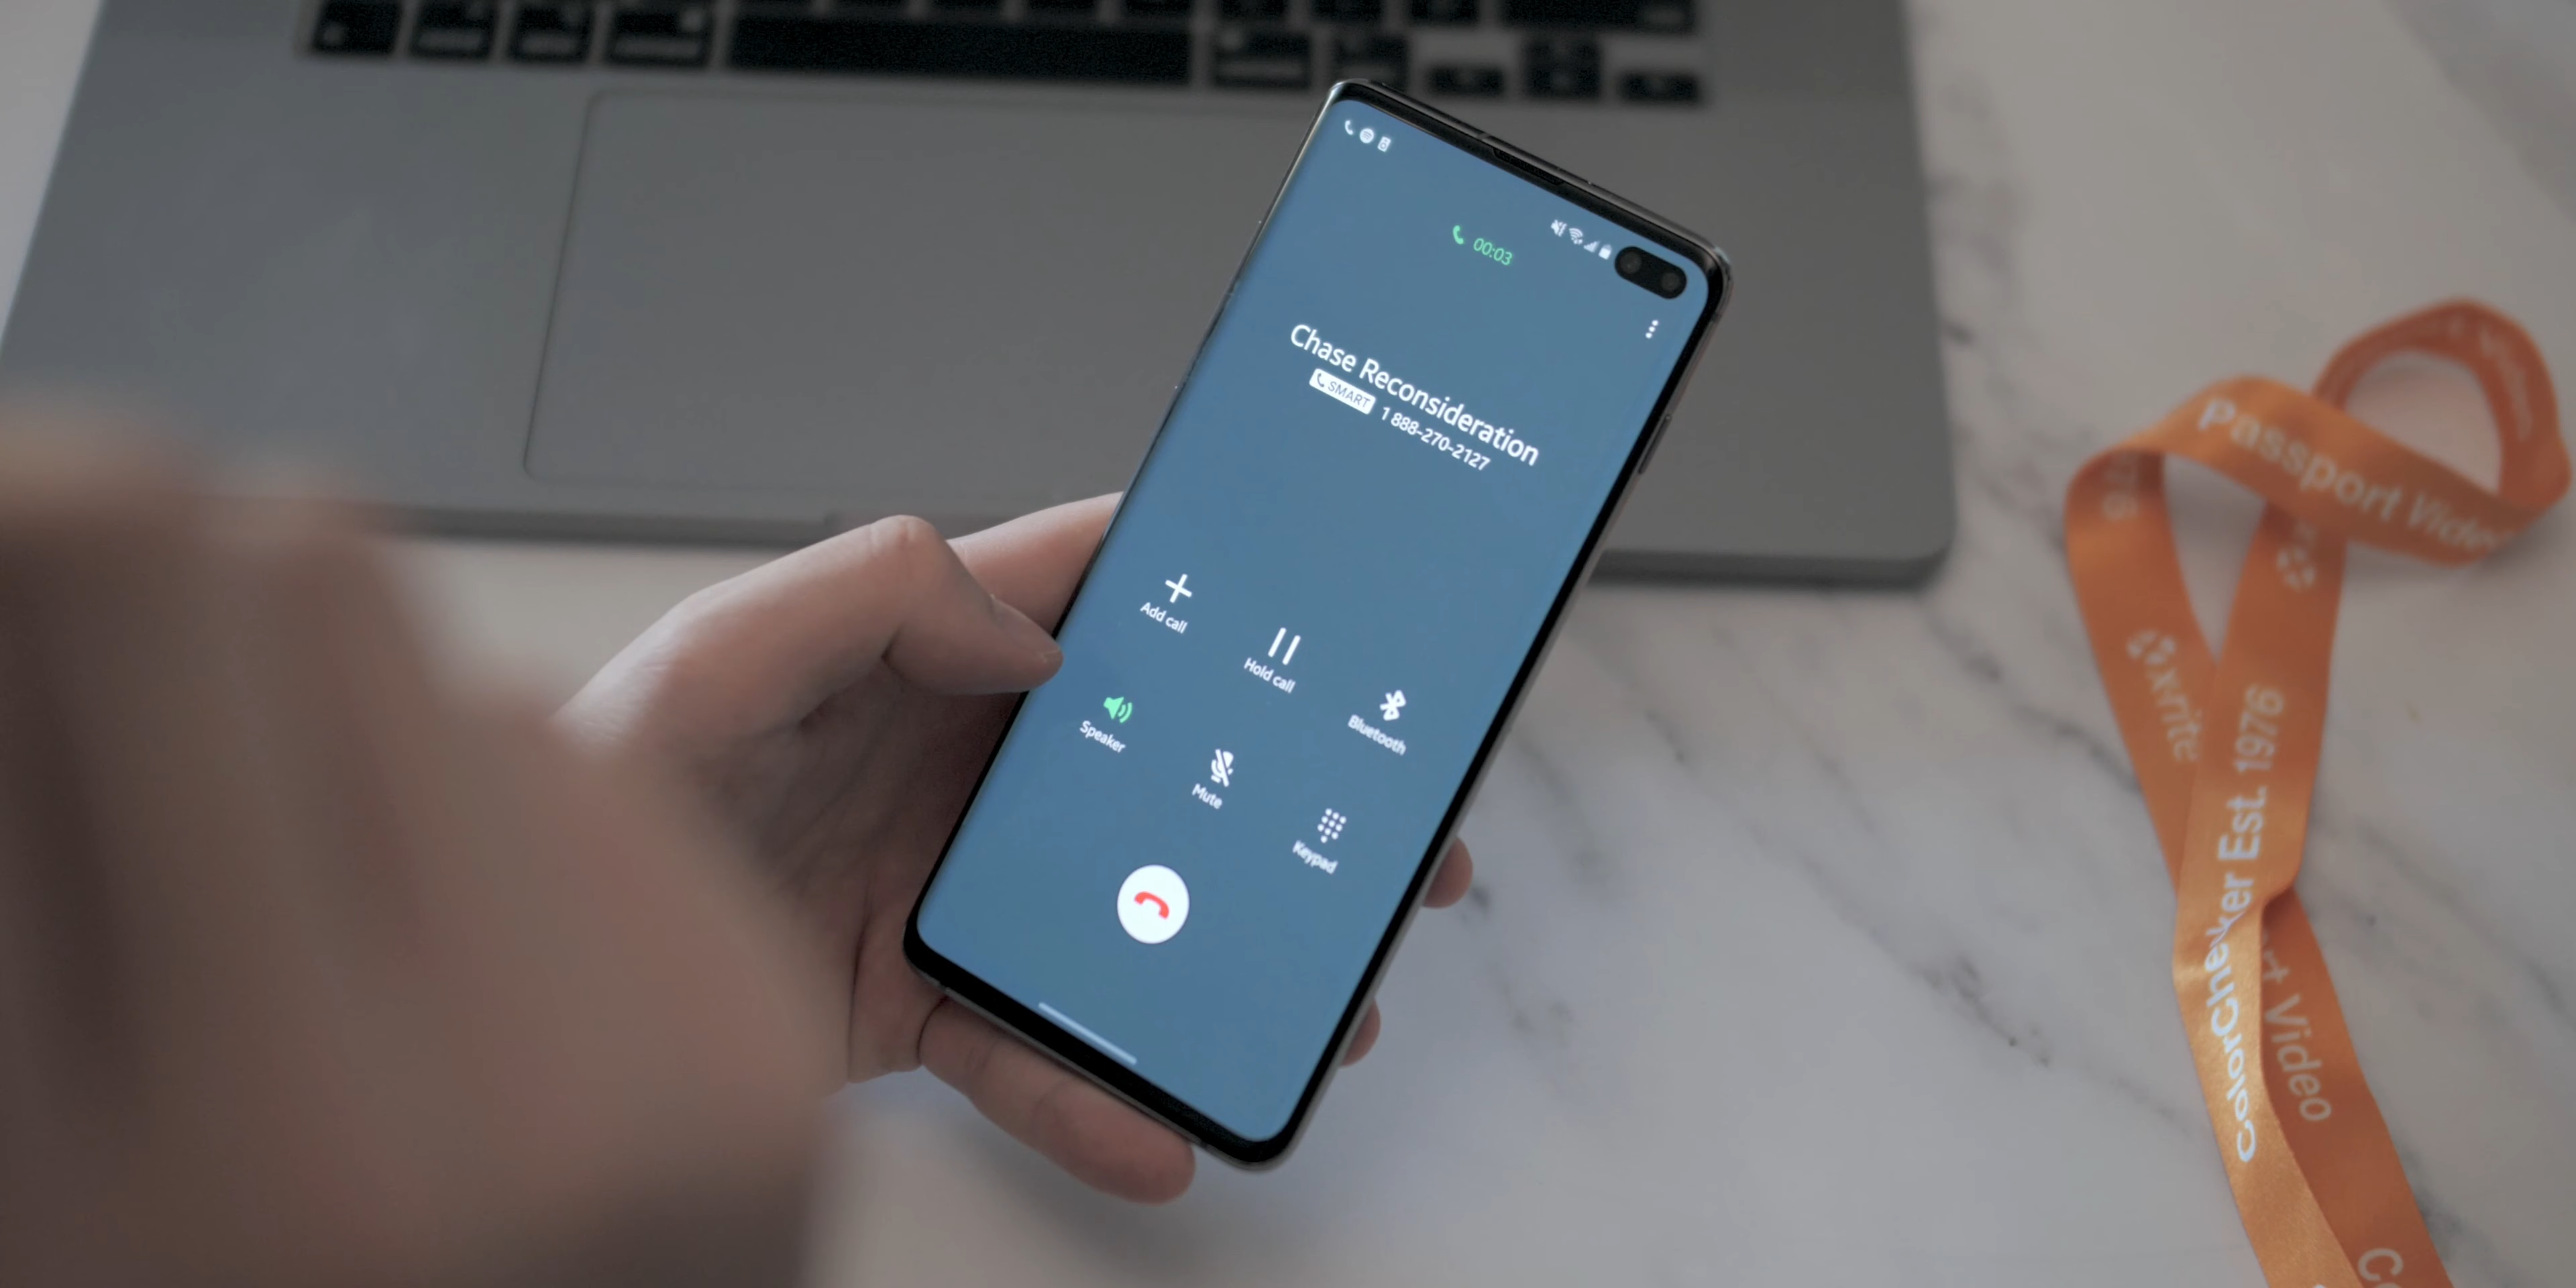 00:03
Chase Reconsideration
SMART 1 888-270-2127
Add call
Hold call
Bluetooth
Speaker
Mute
Keypad
Passport Video
x·rite
ColorChecker Est. 1976
rt Video